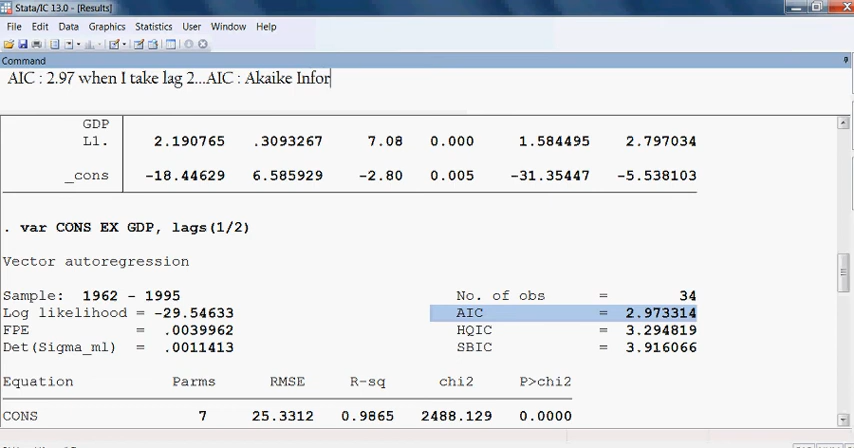 Stata/IC 13.0 - [Results]
File Edit Data Graphics Statistics User Window Help
Command
AIC : 2.97 when I take lag 2...AIC : Akaike Infor
GDP
L1. 2.190765 .3093267 7.08 0.000 1.584495 2.797034
_cons -18.44629 6.585929 -2.80 0.005 -31.35447 -5.538103
. var CONS EX GDP, lags(1/2)
Vector autoregression
Sample: 1962 - 1995 No. of obs = 34
Log likelihood = -29.54633 AIC = 2.973314
FPE = .0039962 HQIC = 3.294819
Det(Sigma_ml) = .0011413 SBIC = 3.916066
Equation Parms RMSE R-sq chi2 P>chi2
CONS 7 25.3312 0.9865 2488.129 0.0000